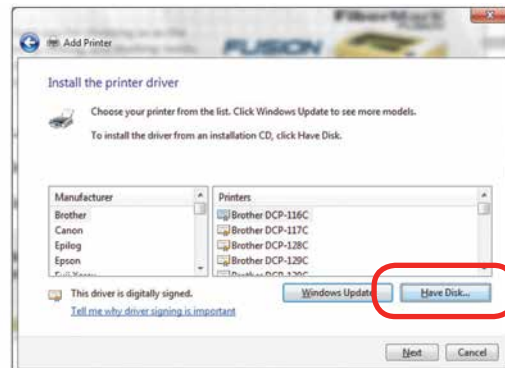 FiberMark
FUSION
Add Printer
Install the printer driver
Choose your printer from the list. Click Windows Update to see more models.
To install the driver from an installation CD, click Have Disk.
Manufacturer
Brother
Canon
Epilog
Epson
Fuji Xerox
Printers
Brother DCP-116C
Brother DCP-117C
Brother DCP-128C
Brother DCP-129C
This driver is digitally signed.
Tell me why driver signing is important
Windows Update
Have Disk...
Next
Cancel